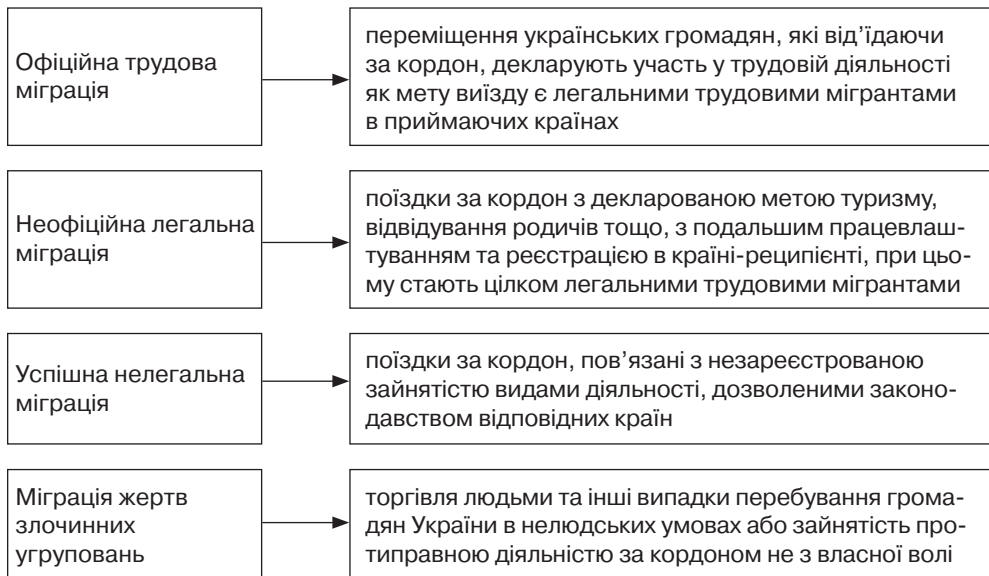 Офіційна трудова
міграція
переміщення українських громадян, які від’їдаючи
за кордон, декларують участь у трудовій діяльності
як мету виїзду є легальними трудовими мігрантами
в приймаючих країнах
Неофіційна легальна
міграція
поїздки за кордон з декларованою метою туризму,
відвідування родичів тощо, з подальшим працевлаш-
туванням та реєстрацією в країні-реципієнті, при цьо-
му стають цілком легальними трудовими мігрантами
Успішна нелегальна
міграція
поїздки за кордон, пов’язані з незареєстрованою
зайнятістю видами діяльності, дозволеними законо-
давством відповідних країн
Міграція жертв
злочинних
угруповань
торгівля людьми та інші випадки перебування грома-
дян України в нелюдських умовах або зайнятість про-
типравною діяльністю за кордоном не з власної волі